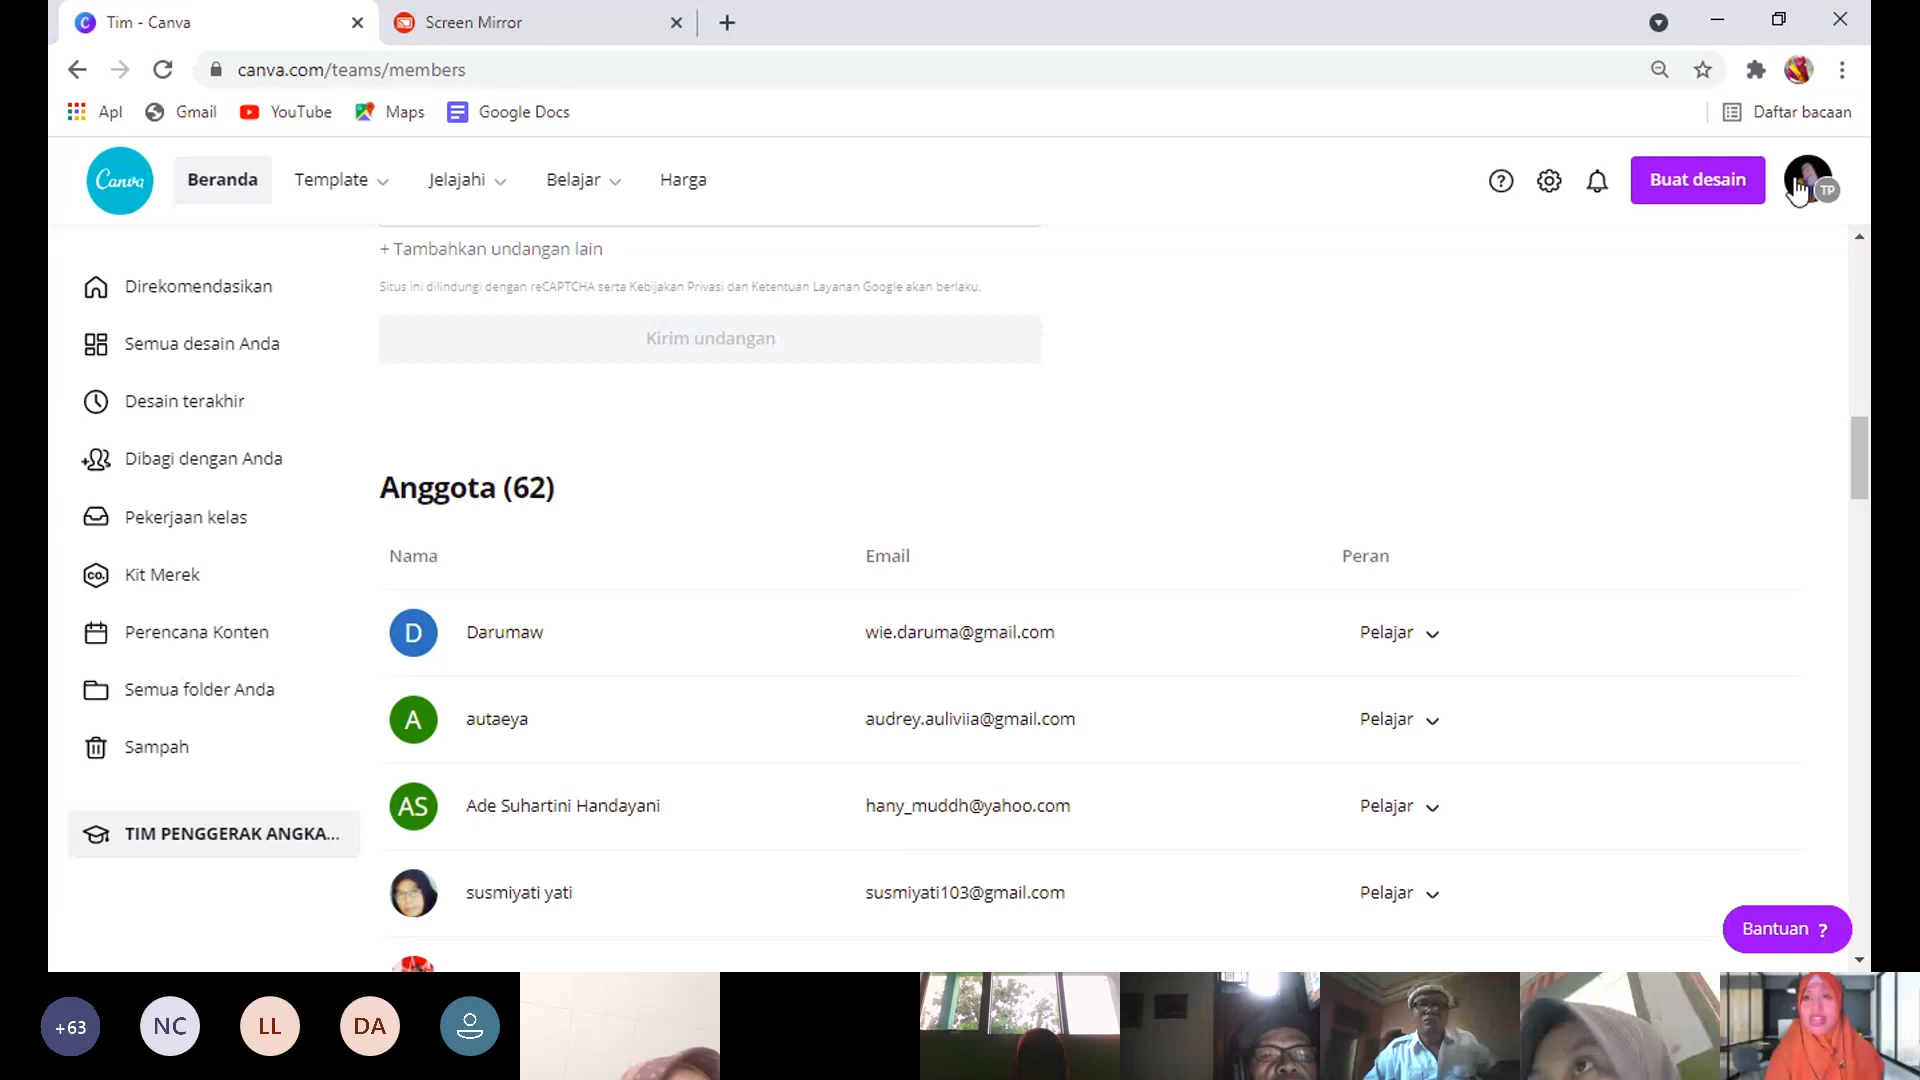 Tim - Canva
Screen Mirror
canva.com/teams/members
Apl
Gmail
YouTube
Maps
Google Docs
Daftar bacaan
Canva
Beranda
Template
Jelajahi
Belajar
Harga
Buat desain
TP
+ Tambahkan undangan lain
Situs ini dilindungi dengan reCAPTCHA serta Kebijakan Privasi dan Ketentuan Layanan Google akan berlaku.
Kirim undangan
Direkomendasikan
Semua desain Anda
Desain terakhir
Dibagi dengan Anda
Pekerjaan kelas
CO.
Kit Merek
Perencana Konten
Semua folder Anda
Sampah
TIM PENGGERAK ANGKA...
Anggota (62)
Nama Email Peran
D Darumaw wie.daruma@gmail.com Pelajar
A autaeya audrey.auliviia@gmail.com Pelajar
AS Ade Suhartini Handayani hany_muddh@yahoo.com Pelajar
susmiyati yati susmiyati103@gmail.com Pelajar
Bantuan ?
+63
NC
LL
DA